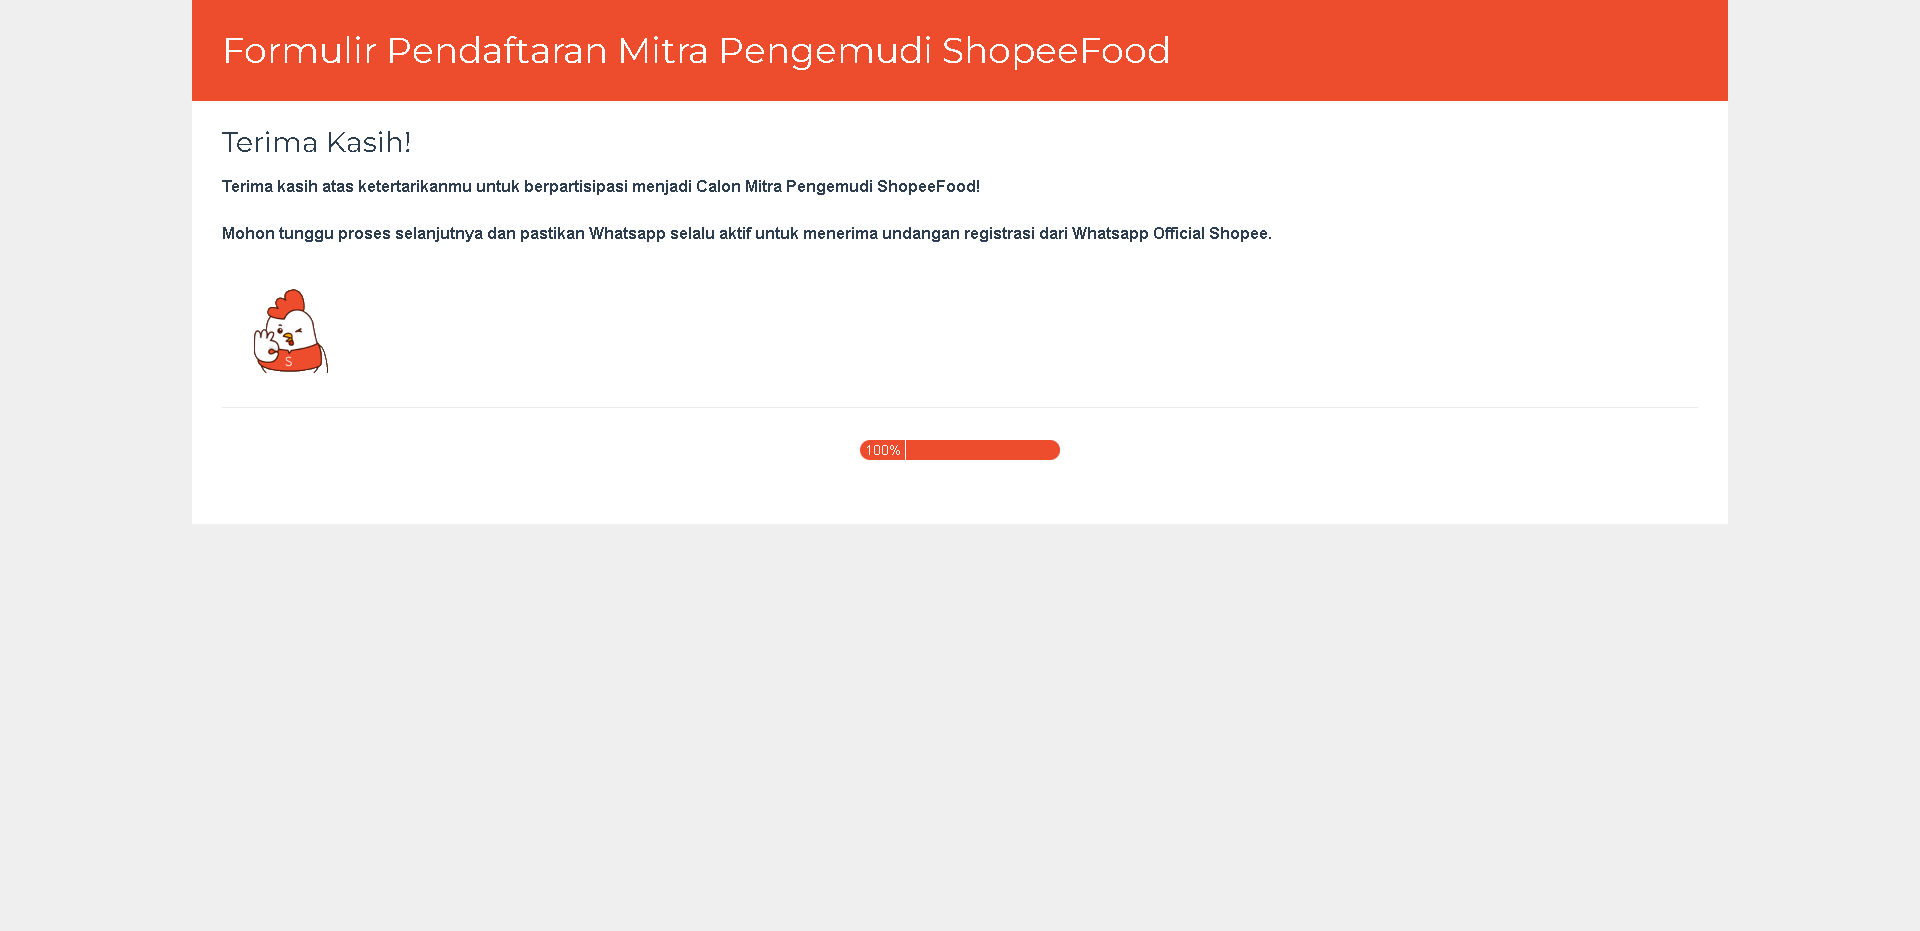 Formulir Pendaftaran Mitra Pengemudi ShopeeFood
Terima Kasih!
Terima kasih atas ketertarikanmu untuk berpartisipasi menjadi Calon Mitra Pengemudi ShopeeFood!
Mohon tunggu proses selanjutnya dan pastikan Whatsapp selalu aktif untuk menerima undangan registrasi dari Whatsapp Official Shopee.
S
100%